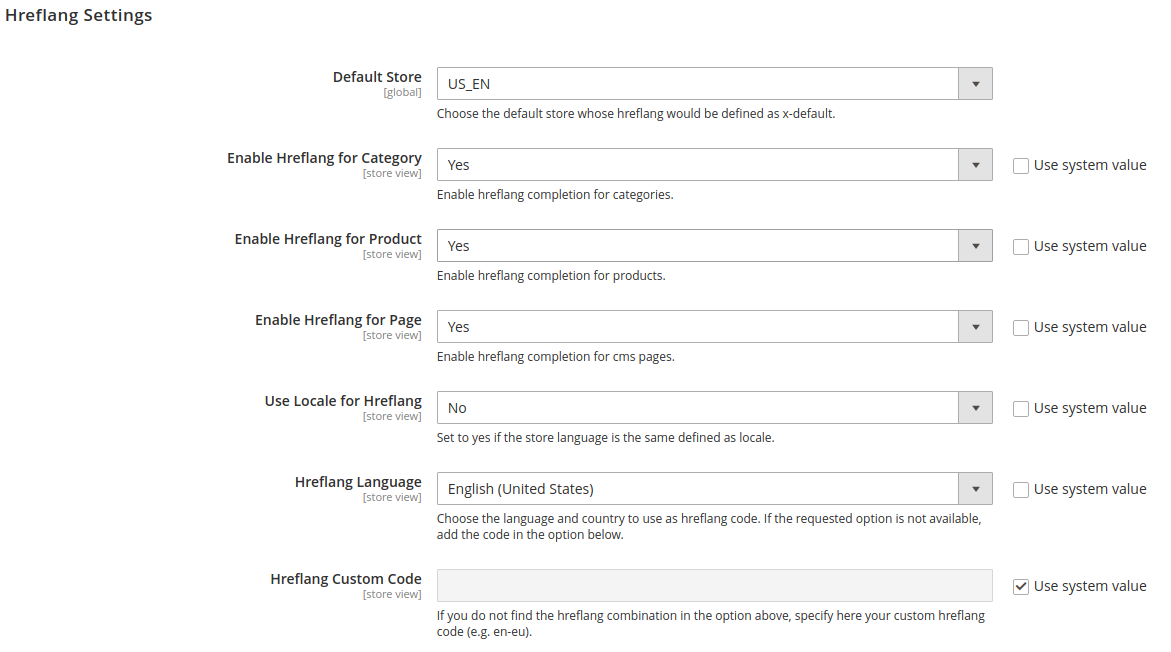 Hreflang Settings
Default Store
[global]
US_EN
Choose the default store whose hreflang would be defined as x-default.
Enable Hreflang for Category
[store view]
Yes
Use system value
Enable hreflang completion for categories.
Enable Hreflang for Product
[store view]
Yes
Use system value
Enable hreflang completion for products.
Enable Hreflang for Page
[store view]
Yes
Use system value
Enable hreflang completion for cms pages.
Use Locale for Hreflang
[store view]
No
Use system value
Set to yes if the store language is the same defined as locale.
Hreflang Language
[store view]
English (United States)
Use system value
Choose the language and country to use as hreflang code. If the requested option is not available,
add the code in the option below.
Hreflang Custom Code
[store view]
Use system value
If you do not find the hreflang combination in the option above, specify here your custom hreflang
code (e.g. en-eu).